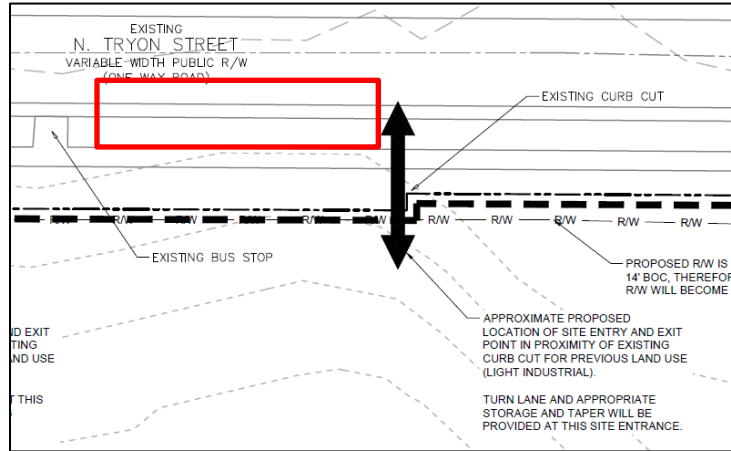 EXISTING
N. TRYON STREET
VARIABLE WIDTH PUBLIC R/W
(ONE WAY ROAD)
EXISTING CURB CUT
R/W R/W R/W R/W R/W R/W R/W R/W R/W R/W R/W
EXISTING BUS STOP
PROPOSED R/W IS
14' BOC, THEREFOR
R/W WILL BECOME
APPROXIMATE PROPOSED
LOCATION OF SITE ENTRY AND EXIT
POINT IN PROXIMITY OF EXISTING
CURB CUT FOR PREVIOUS LAND USE
(LIGHT INDUSTRIAL).
TURN LANE AND APPROPRIATE
STORAGE AND TAPER WILL BE
PROVIDED AT THIS SITE ENTRANCE.
D EXIT
TING
AND USE
T THIS